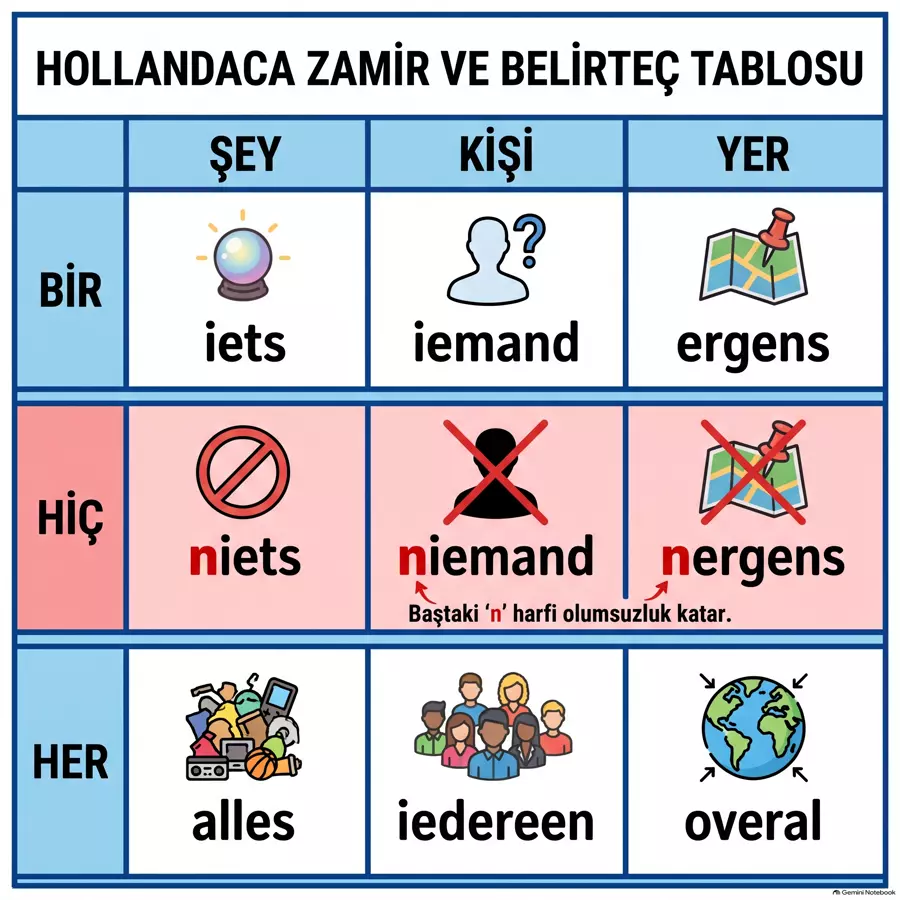 HOLLANDACA ZAMİR VE BELİRTEÇ TABLOSU
ŞEY KİŞİ YER
BİR
?
iets iemand ergens
HİÇ
niets niemand nergens
Baştaki ‘n’ harfi olumsuzluk katar.
HER
alles iedereen overal
Gemini Notebook